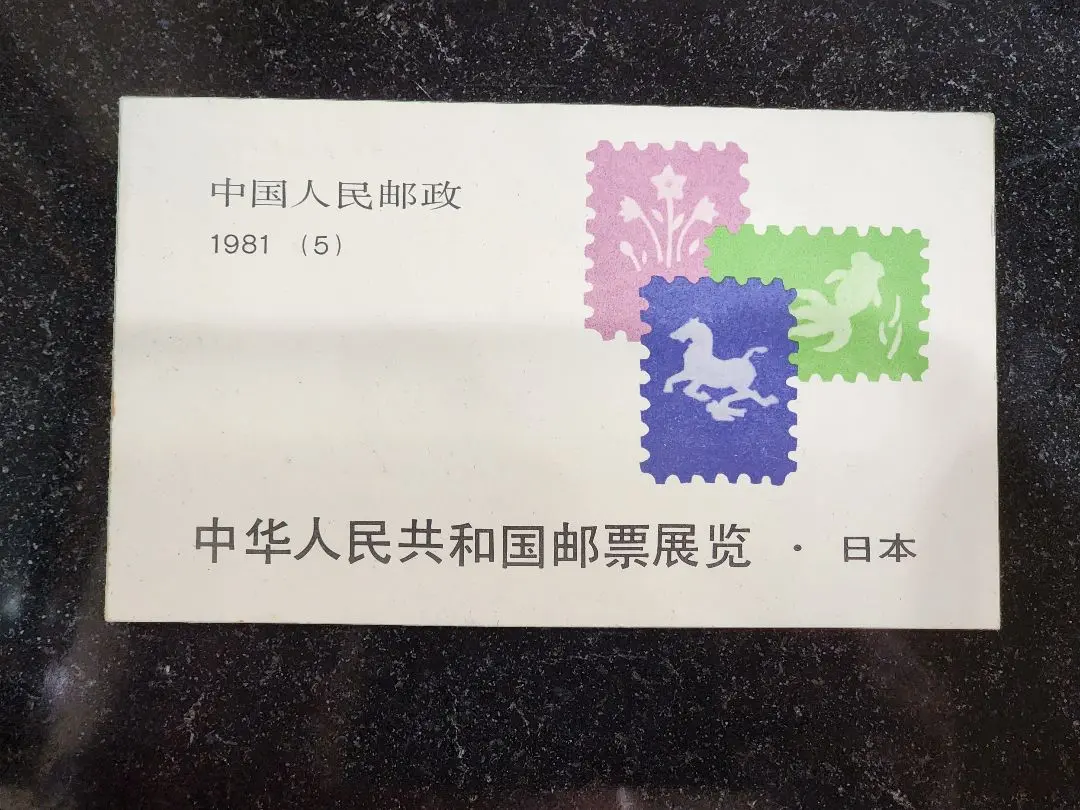 中国人民邮政
1981 (5)
中华人民共和国邮票展览 · 日本